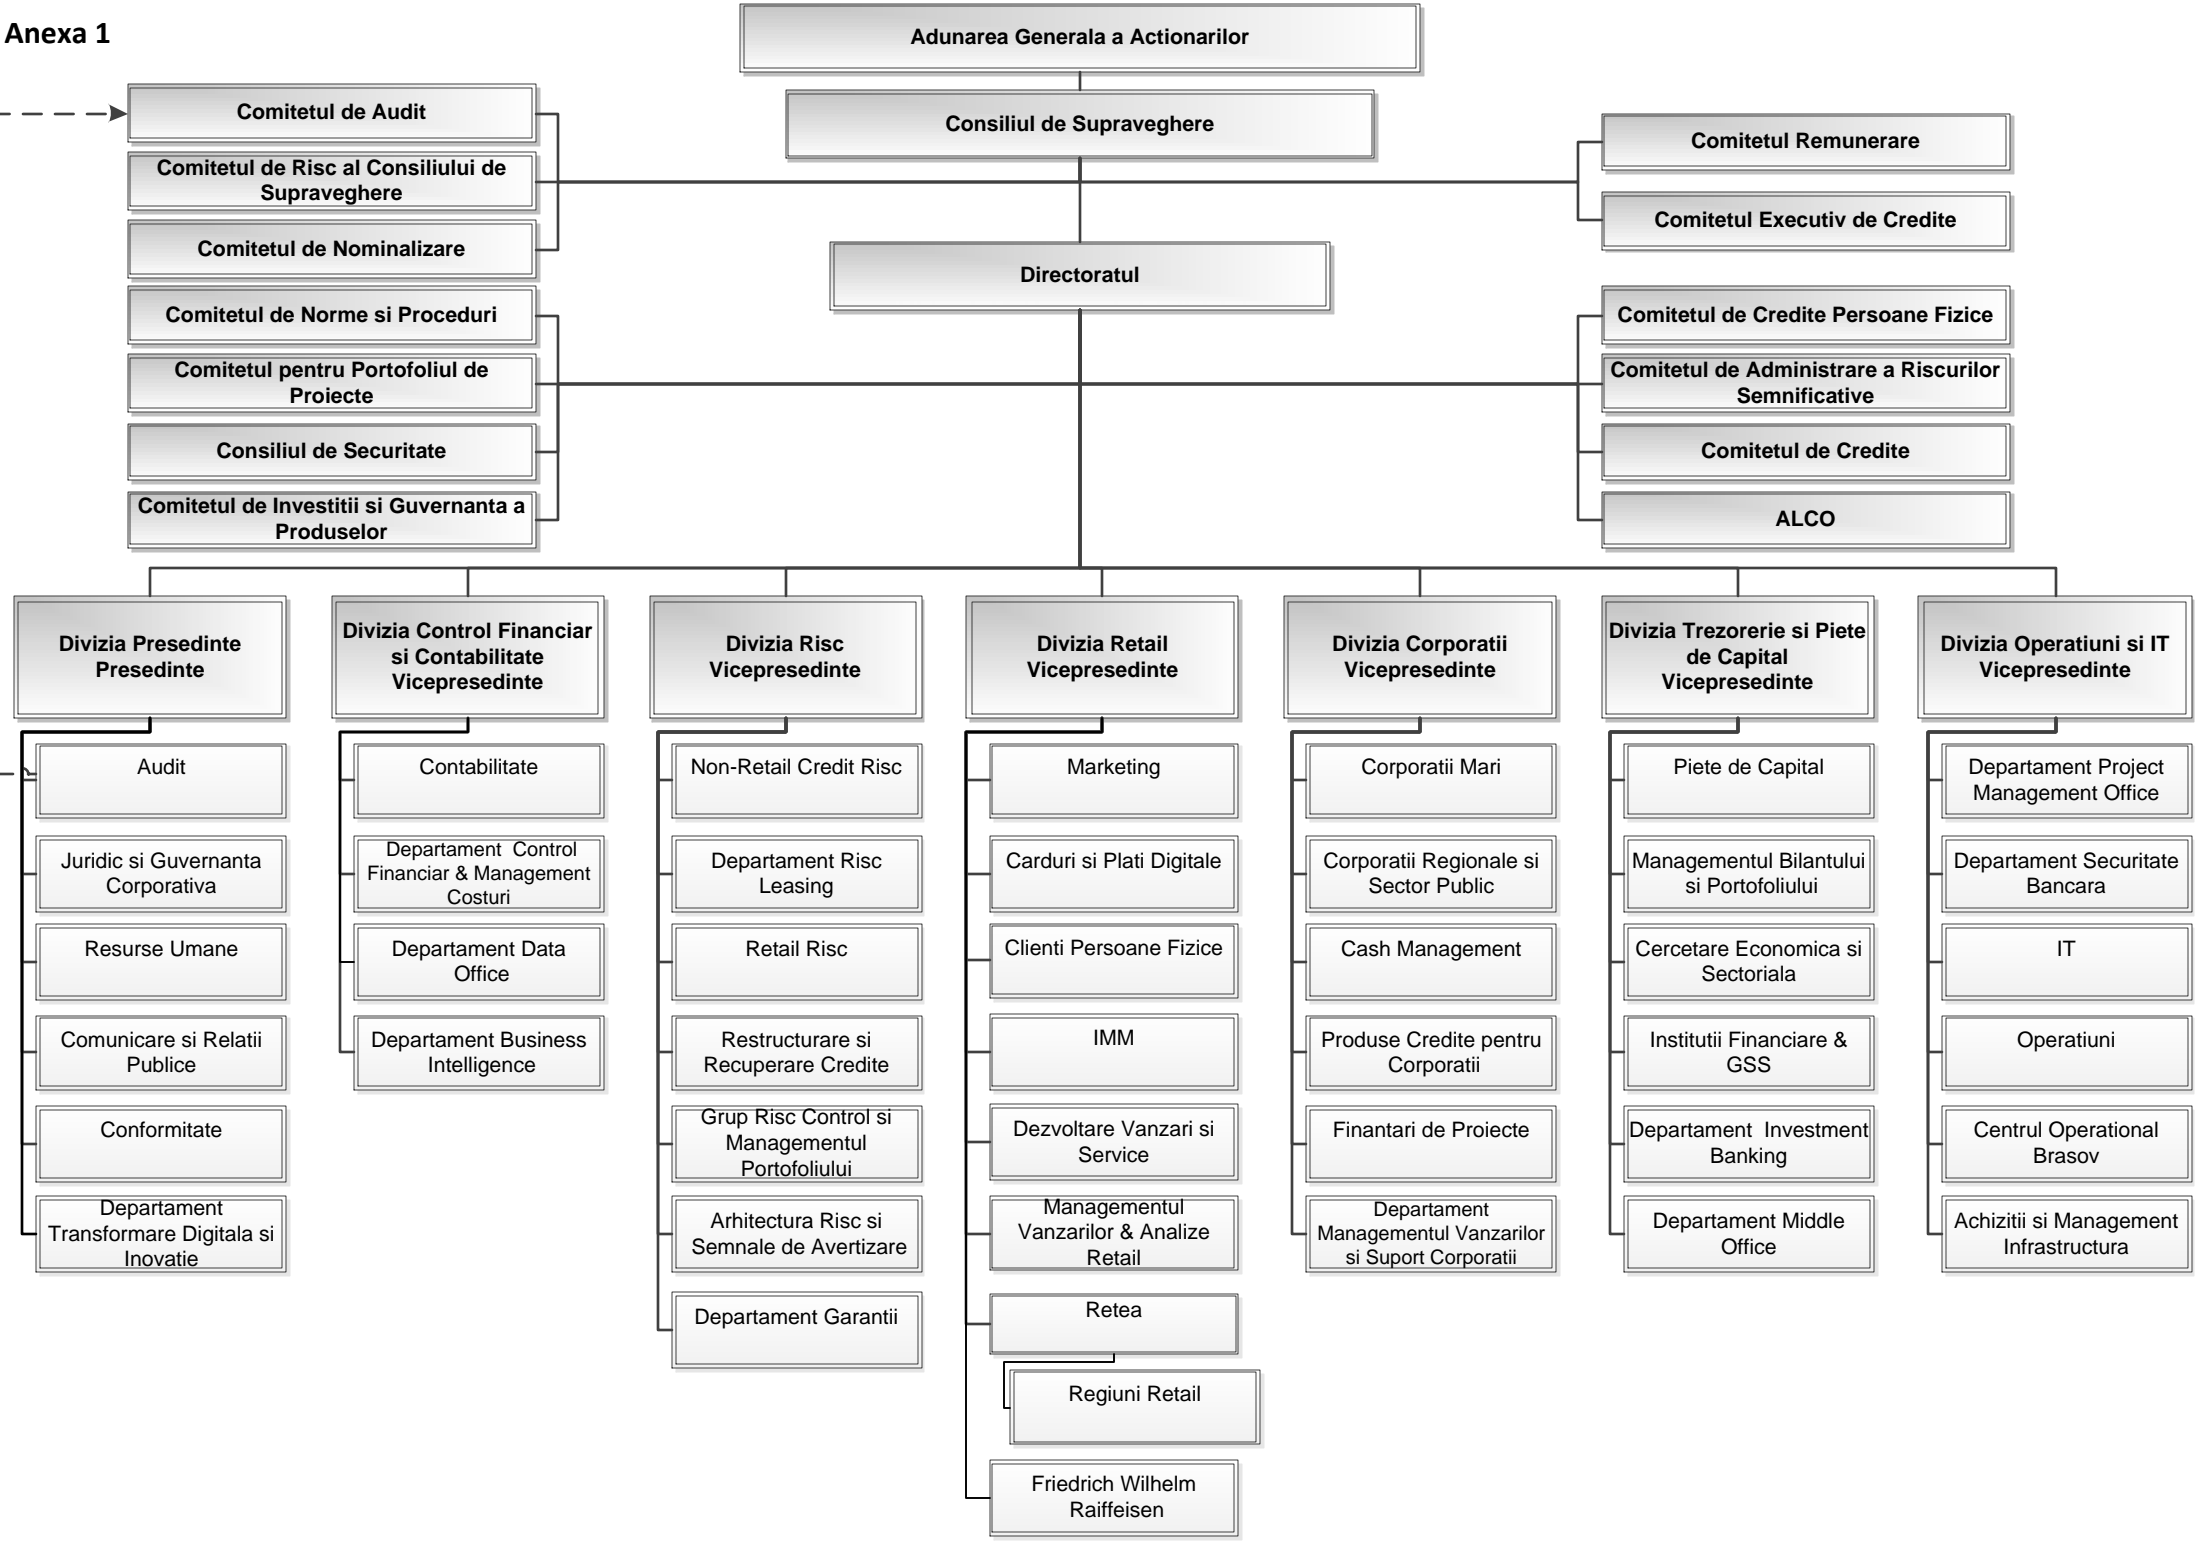 Anexa 1
Adunarea Generala a Actionarilor
Consiliul de Supraveghere
Comitetul de Audit
Comitetul de Risc al Consiliului de
Supraveghere
Comitetul de Nominalizare
Comitetul Remunerare
Comitetul Executiv de Credite
Directoratul
Comitetul de Norme si Proceduri
Comitetul pentru Portofoliul de
Proiecte
Consiliul de Securitate
Comitetul de Investitii si Guvernanta a
Produselor
Comitetul de Credite Persoane Fizice
Comitetul de Administrare a Riscurilor
Semnificative
Comitetul de Credite
ALCO
Divizia Presedinte
Presedinte
Audit
Juridic si Guvernanta
Corporativa
Resurse Umane
Comunicare si Relatii
Publice
Conformitate
Departament
Transformare Digitala si
Inovatie
Divizia Control Financiar
si Contabilitate
Vicepresedinte
Contabilitate
Departament Control
Financiar & Management
Costuri
Departament Data
Office
Departament Business
Intelligence
Divizia Risc
Vicepresedinte
Non-Retail Credit Risc
Departament Risc
Leasing
Retail Risc
Restructurare si
Recuperare Credite
Grup Risc Control si
Managementul
Portofoliului
Arhitectura Risc si
Semnale de Avertizare
Departament Garantii
Divizia Retail
Vicepresedinte
Marketing
Carduri si Plati Digitale
Clienti Persoane Fizice
IMM
Dezvoltare Vanzari si
Service
Managementul
Vanzarilor & Analize
Retail
Retea
Regiuni Retail
Friedrich Wilhelm
Raiffeisen
Divizia Corporatii
Vicepresedinte
Corporatii Mari
Corporatii Regionale si
Sector Public
Cash Management
Produse Credite pentru
Corporatii
Finantari de Proiecte
Departament
Managementul Vanzarilor
si Suport Corporatii
Divizia Trezorerie si Piete
de Capital
Vicepresedinte
Piete de Capital
Managementul Bilantului
si Portofoliului
Cercetare Economica si
Sectoriala
Institutii Financiare &
GSS
Departament Investment
Banking
Departament Middle
Office
Divizia Operatiuni si IT
Vicepresedinte
Departament Project
Management Office
Departament Securitate
Bancara
IT
Operatiuni
Centrul Operational
Brasov
Achizitii si Management
Infrastructura